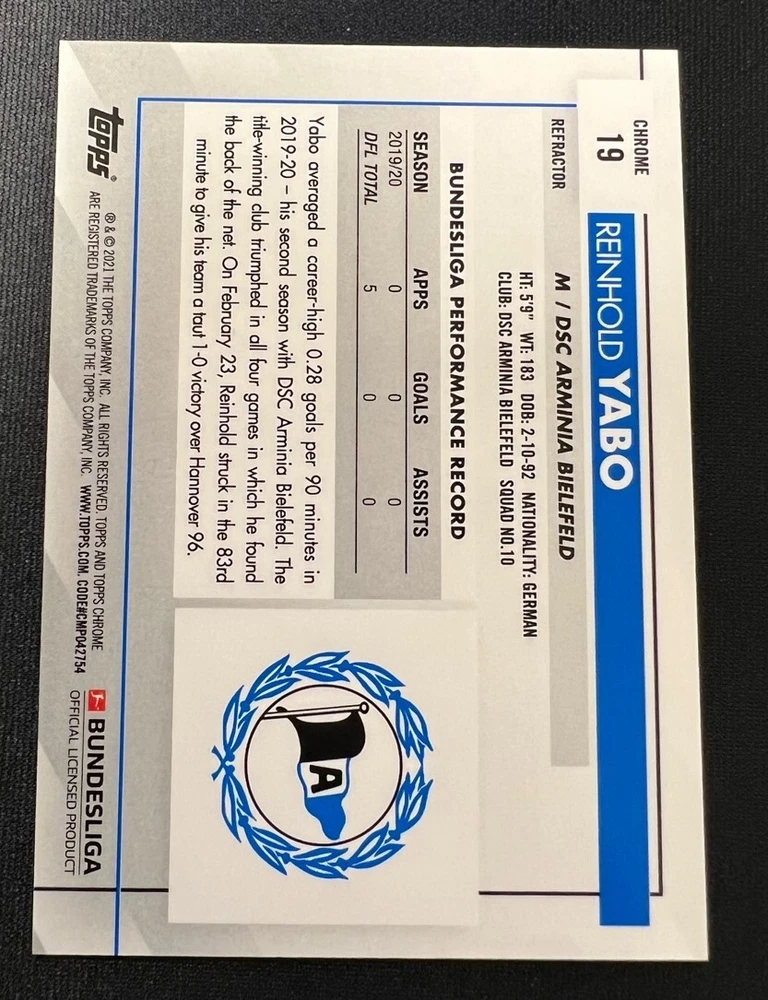 CHROME
19
REINHOLD YABO
REFRACTOR
M / DSC ARMINIA BIELEFELD
HT: 5'9" WT: 183 DOB: 2-10-92 NATIONALITY: GERMAN
CLUB: DSC ARMINIA BIELEFELD SQUAD NO.10
BUNDESLIGA PERFORMANCE RECORD
SEASON APPS GOALS ASSISTS
2019/20 0 0 0
DFL TOTAL 5 0 0
Yabo averaged a career-high 0.28 goals per 90 minutes in
2019-20 – his second season with DSC Arminia Bielefeld. The
title-winning club triumphed in all four games in which he found
the back of the net. On February 23, Reinhold struck in the 83rd
minute to give his team a taut 1-0 victory over Hannover 96.
A
topps®
® & © 2021 THE TOPPS COMPANY, INC. ALL RIGHTS RESERVED. TOPPS AND TOPPS CHROME
ARE REGISTERED TRADEMARKS OF THE TOPPS COMPANY, INC. WWW.TOPPS.COM. CODE#CMP042754
BUNDESLIGA
OFFICIAL LICENSED PRODUCT